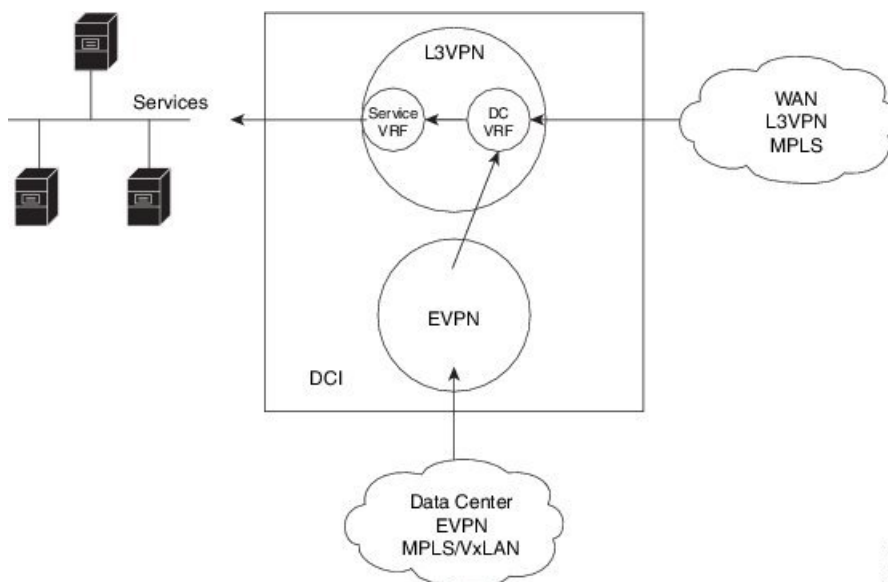 L3VPN
Services
Service
VRF
DC
VRF
WAN
L3VPN
MPLS
EVPN
DCI
Data Center
EVPN
MPLS/VxLAN